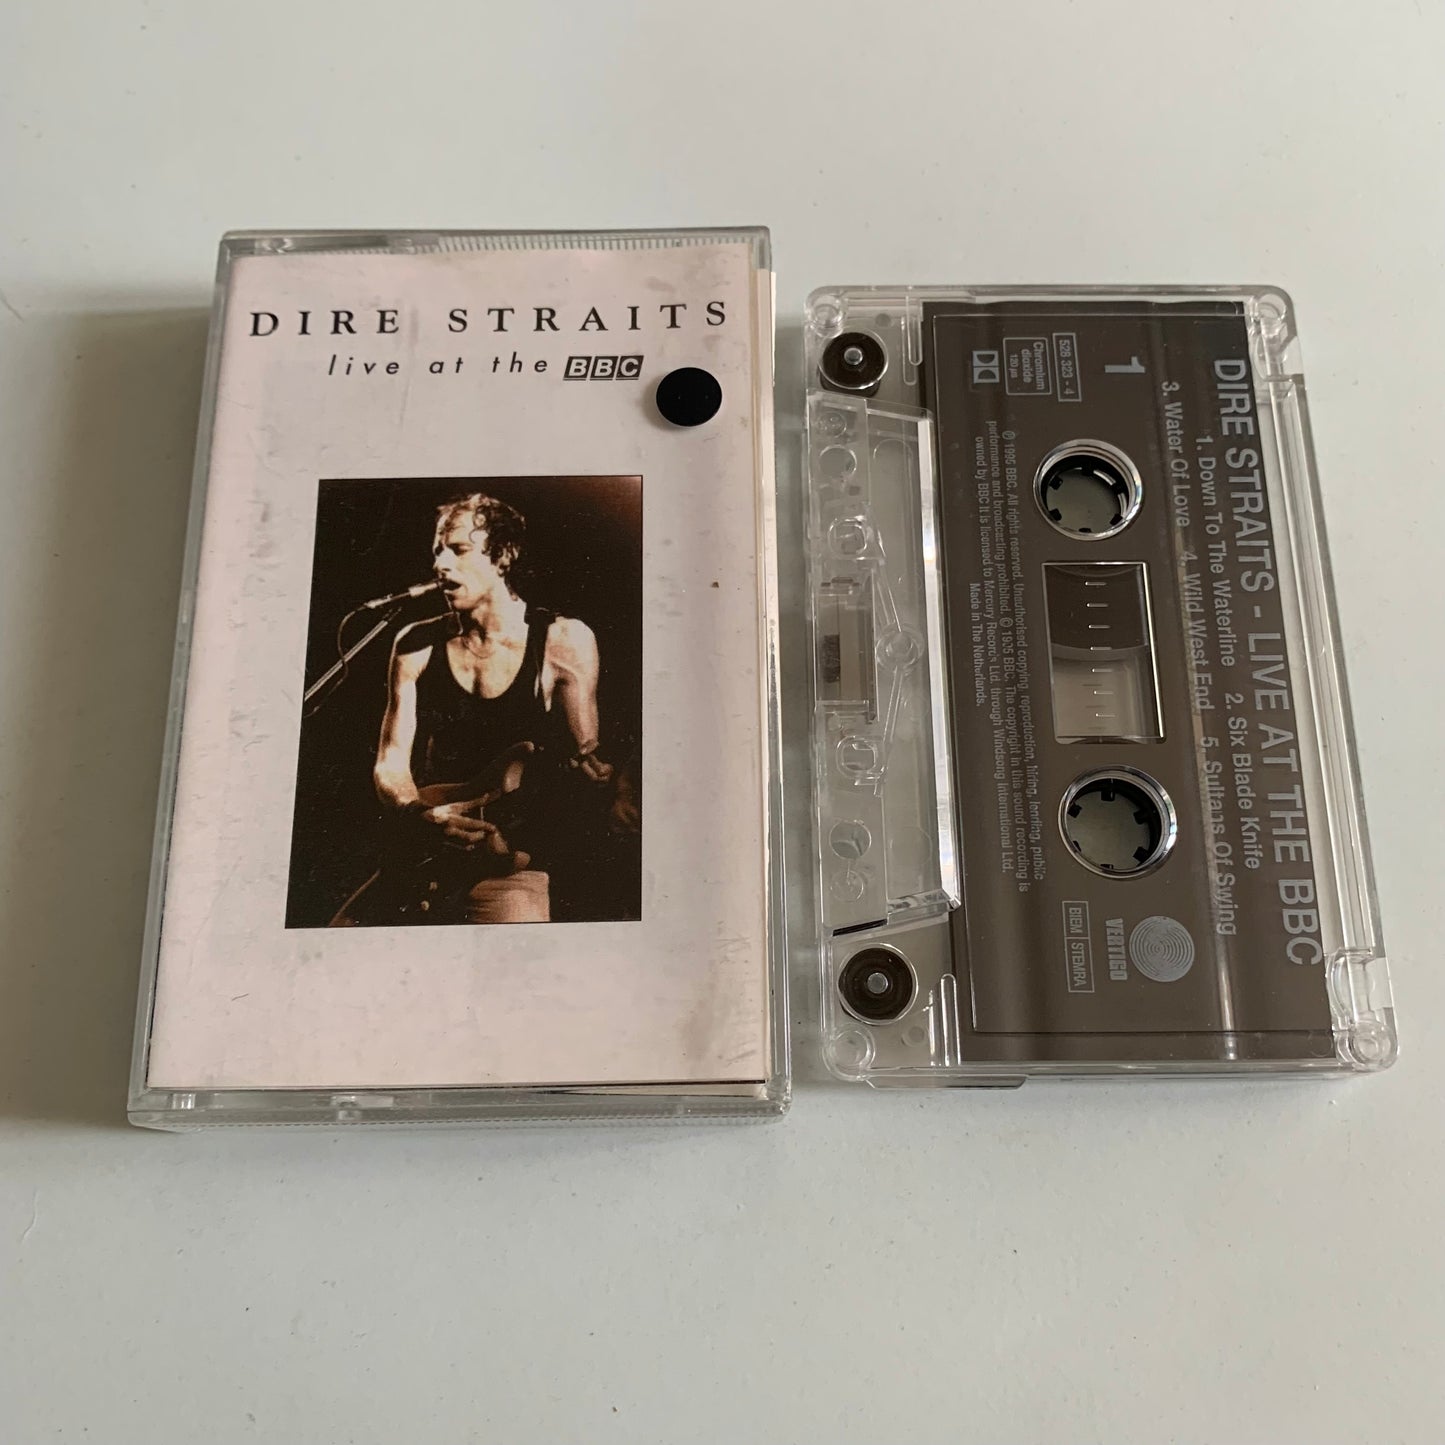 DIRE STRAITS
live at the BBC
DIRE STRAITS - LIVE AT THE BBC
1. Down To The Waterline 2. Six Blade Knife
3. Water Of Love 4. Wild West End 5. Sultans Of Swing
1
528 323 - 4
Chromium
dioxide
120 µs
℗ 1995 BBC. All rights reserved. Unauthorised copying, reproduction, hiring, lending, public
performance and broadcasting prohibited. © 1995 BBC. The copyright in this sound recording is
owned by BBC It is licensed to Mercury Records Ltd. through Windsong International Ltd.
Made in The Netherlands.
VERTIGO
BIEM STEMRA